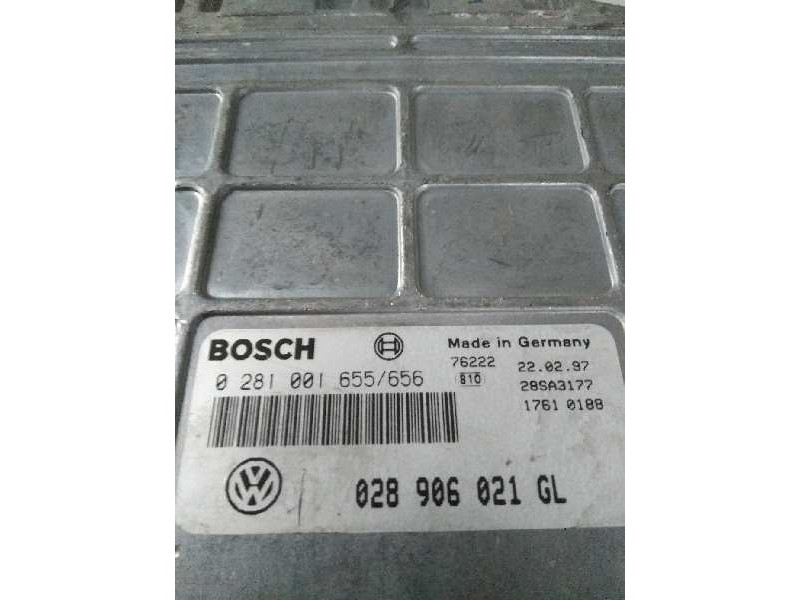 BOSCH
Made in Germany
0 281 001 655/656
76222 22.02.97
810 28SA3177
1761 0188
VW
028 906 021 GL